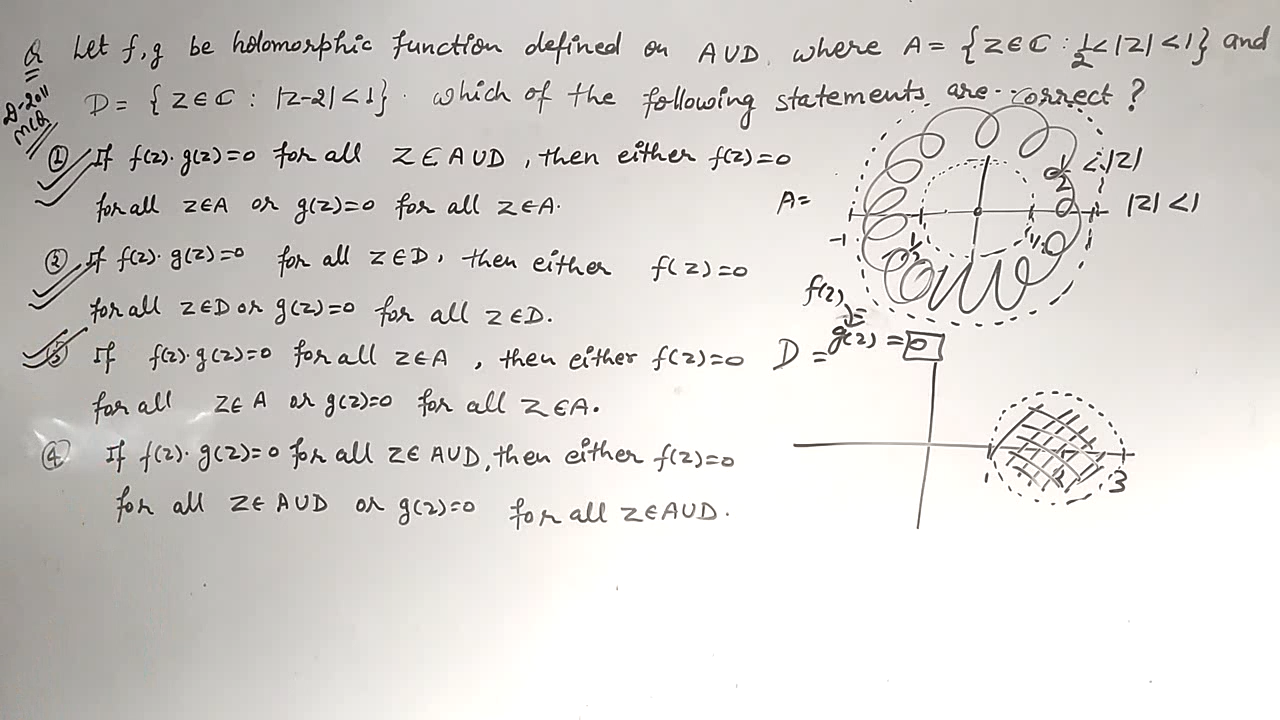 Q Let f, g be holomorphic function defined on A∪D, where A = {z∈ℂ : 1/2 < |z| < 1} and
D-2011
MCQ
D = {z∈ℂ : |z-2| < 1}. which of the following statements are correct?
① If f(z)·g(z)=0 for all z∈A∪D, then either f(z)=0
for all z∈A or g(z)=0 for all z∈A.
② If f(z)·g(z)=0 for all z∈D, then either f(z)=0
for all z∈D or g(z)=0 for all z∈D.
③ If f(z)·g(z)=0 for all z∈A, then either f(z)=0
for all z∈A or g(z)=0 for all z∈A.
④ If f(z)·g(z)=0 for all z∈A∪D, then either f(z)=0
for all z∈A∪D or g(z)=0 for all z∈A∪D.
A=
1/2 < |z|
|z| < 1
-1
f(z) =
D = g(z) = 0
1 3